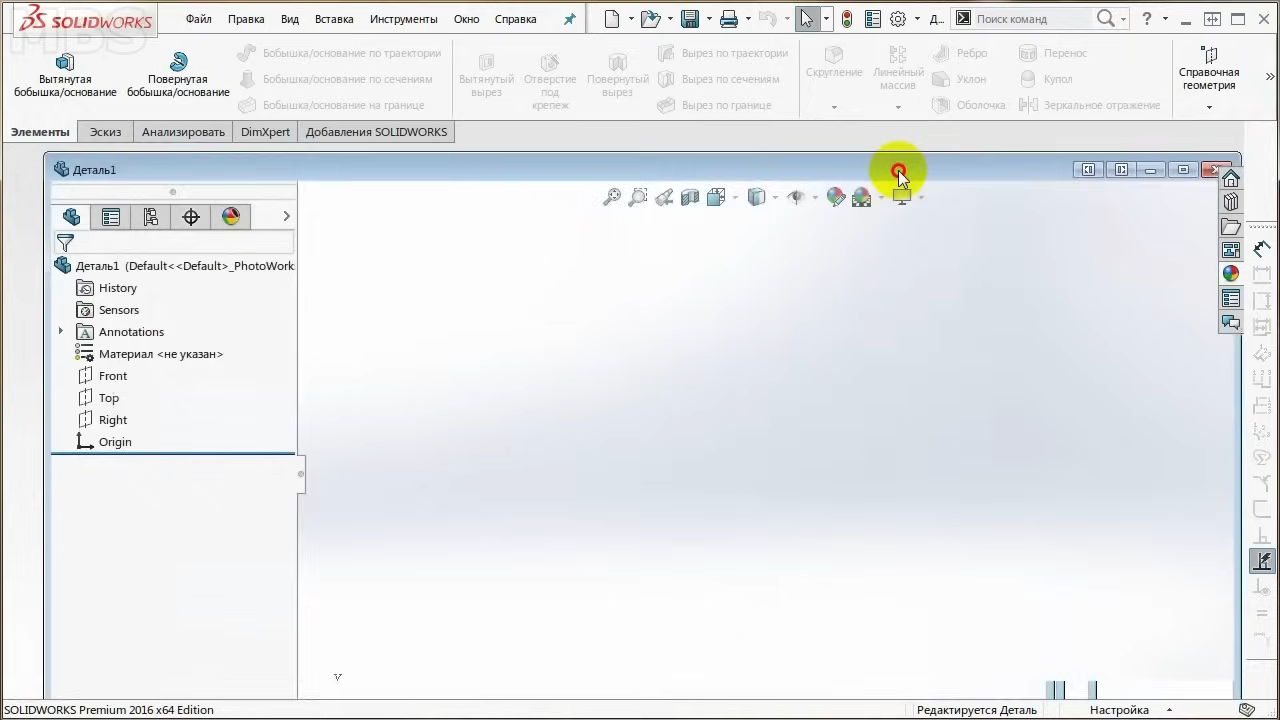 SOLIDWORKS
Файл
Правка
Вид
Вставка
Инструменты
Окно
Справка
Д...
Поиск команд
MBS
Вытянутая
бобышка/основание
Повернутая
бобышка/основание
Бобышка/основание по траектории
Бобышка/основание по сечениям
Бобышка/основание на границе
Вытянутый
вырез
Отверстие
под
крепеж
Повернутый
вырез
Вырез по траектории
Вырез по сечениям
Вырез по границе
Скругление
Линейный
массив
Ребро
Уклон
Оболочка
Перенос
Купол
Зеркальное отражение
Справочная
геометрия
Элементы
Эскиз
Анализировать
DimXpert
Добавления SOLIDWORKS
Деталь1
Деталь1 (Default<<Default>_PhotoWork
History
Sensors
Annotations
Материал <не указан>
Front
Top
Right
Origin
SOLIDWORKS Premium 2016 x64 Edition
Редактируется Деталь
Настройка